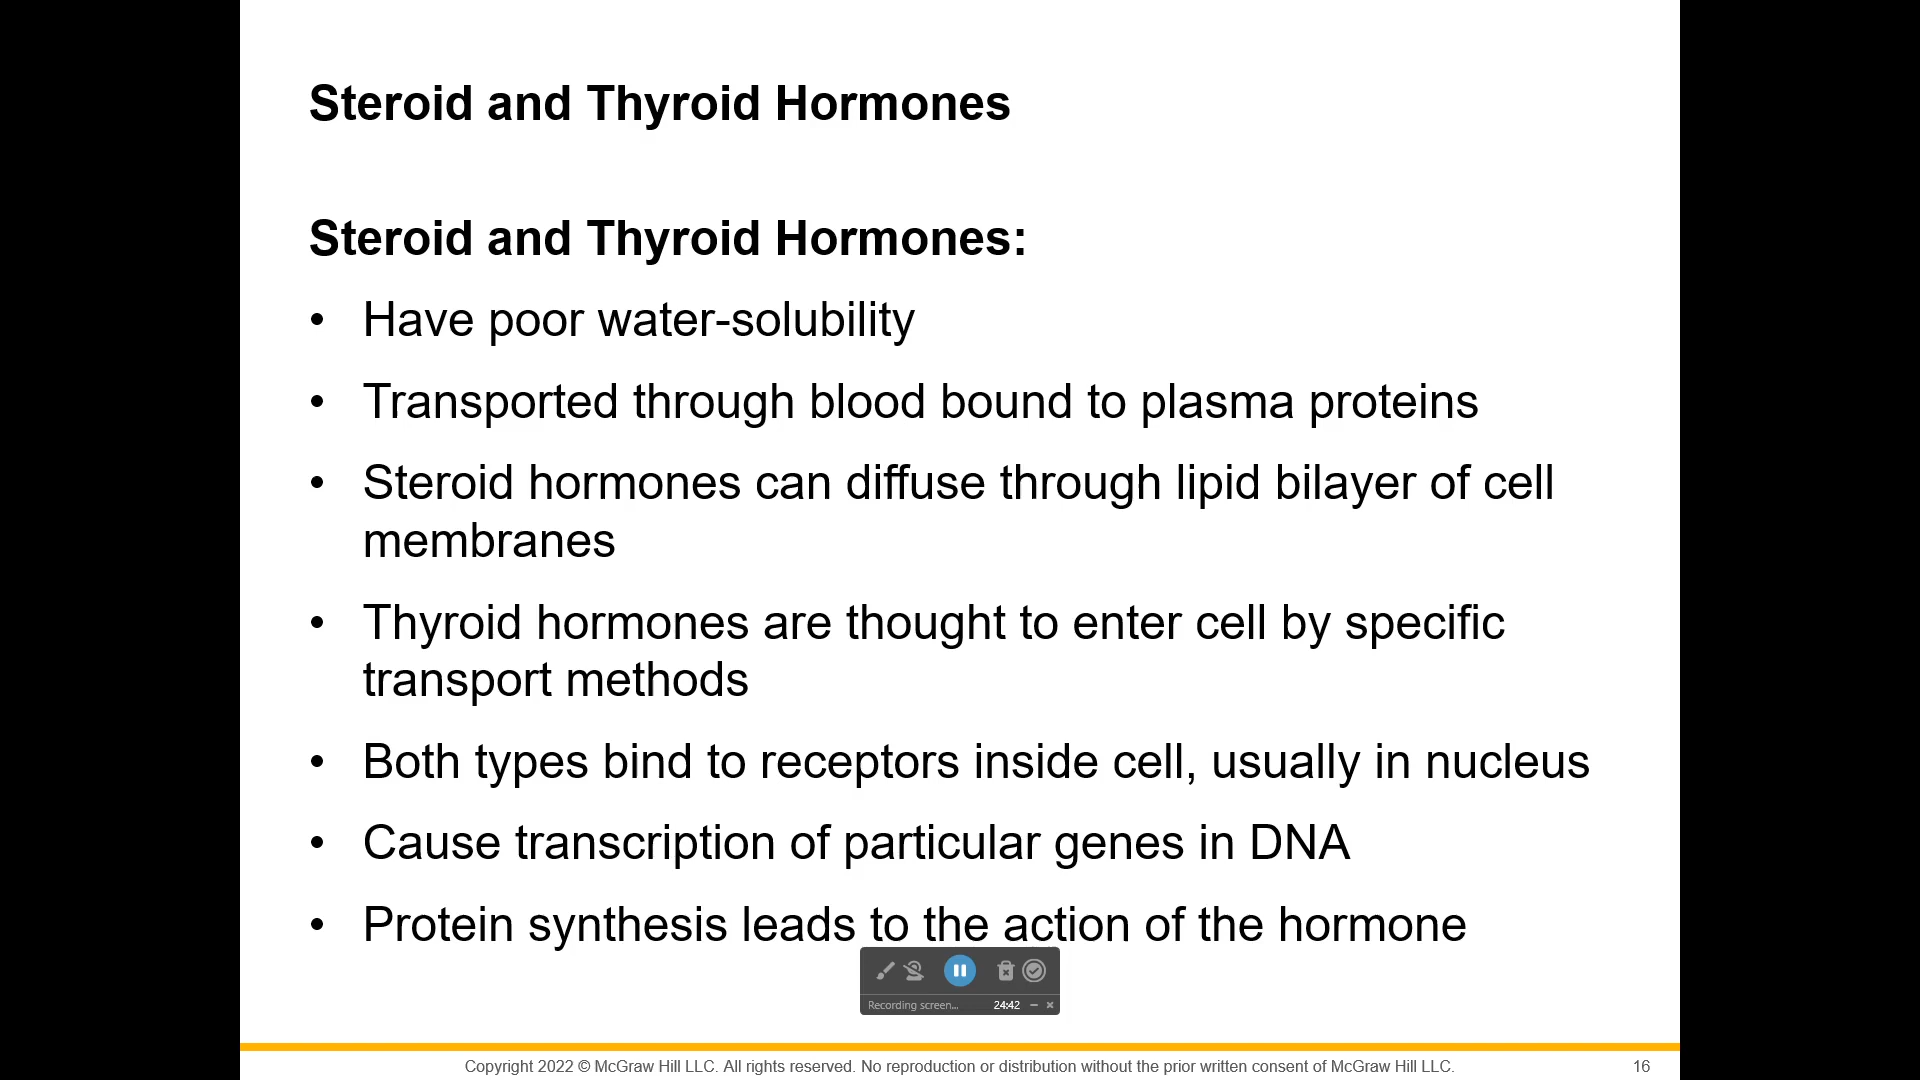 Steroid and Thyroid Hormones
Steroid and Thyroid Hormones:
• Have poor water-solubility
• Transported through blood bound to plasma proteins
• Steroid hormones can diffuse through lipid bilayer of cell
membranes
• Thyroid hormones are thought to enter cell by specific
transport methods
• Both types bind to receptors inside cell, usually in nucleus
• Cause transcription of particular genes in DNA
• Protein synthesis leads to the action of the hormone
Recording screen... 24:42
Copyright 2022 © McGraw Hill LLC. All rights reserved. No reproduction or distribution without the prior written consent of McGraw Hill LLC. 16